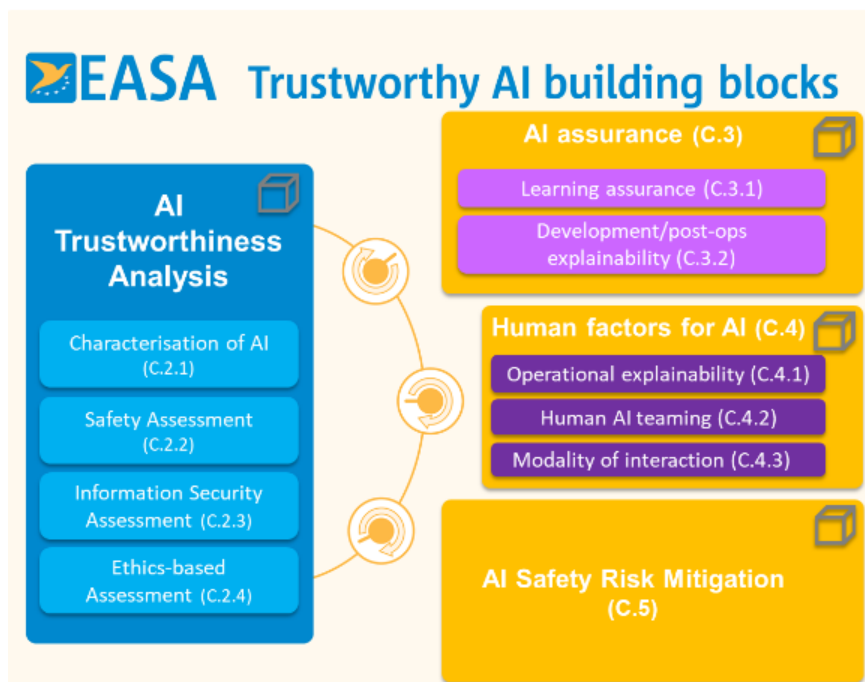 EASA Trustworthy AI building blocks
AI
Trustworthiness
Analysis
Characterisation of AI
(C.2.1)
Safety Assessment
(C.2.2)
Information Security
Assessment (C.2.3)
Ethics-based
Assessment (C.2.4)
AI assurance (C.3)
Learning assurance (C.3.1)
Development/post-ops
explainability (C.3.2)
Human factors for AI (C.4)
Operational explainability (C.4.1)
Human AI teaming (C.4.2)
Modality of interaction (C.4.3)
AI Safety Risk Mitigation
(C.5)